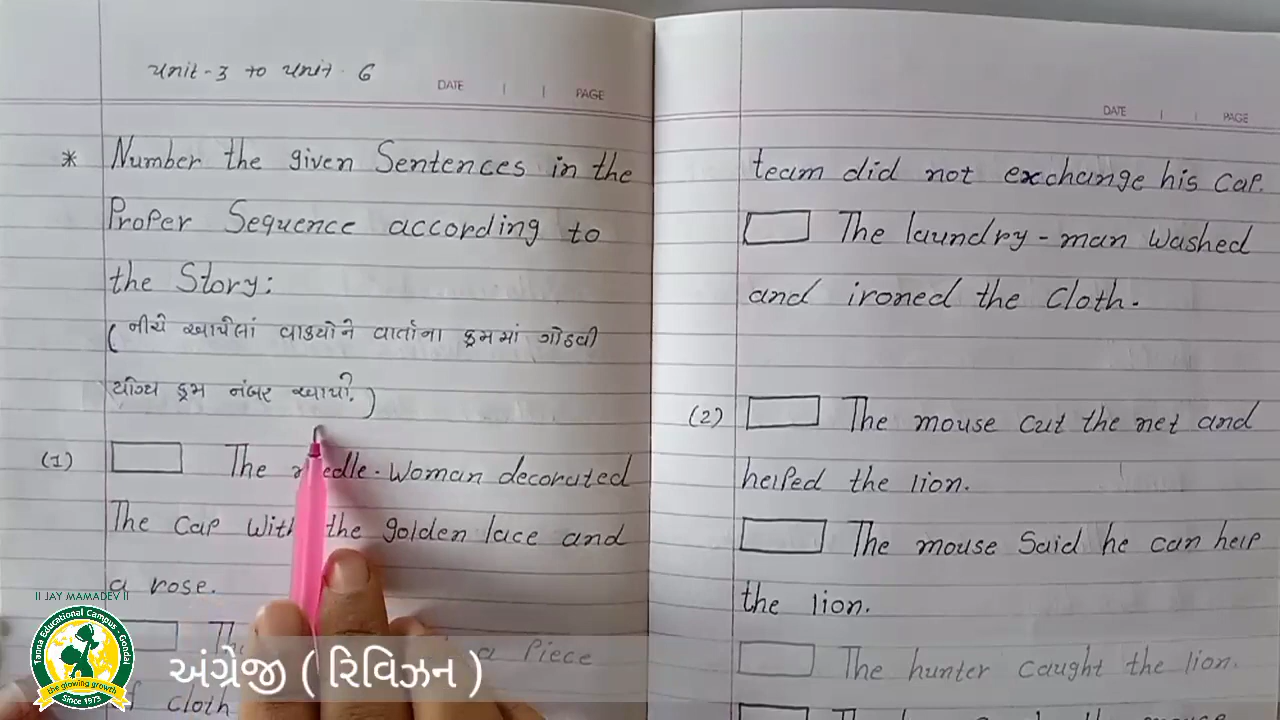 unit-3 to unit-6
DATE | | PAGE
* Number the given Sentences in the
Proper Sequence according to
the Story:
(નીચે આપેલાં વાક્યોને વાર્તાના ક્રમમાં ગોઠવી
યોગ્ય ક્રમ નંબર આપો.)
(1) The needle-woman decorated
The cap with the golden lace and
a rose.
a Piece
of cloth
DATE | | PAGE
team did not exchange his cap.
The laundry-man washed
and ironed the cloth.
(2) The mouse cut the net and
helped the lion.
The mouse Said he can help
the lion.
The hunter caught the lion.
|| JAY MAMADEV ||
Tanna Educational Campus - Gondal
the growing growth
Since 1973
અંગ્રેજી ( રિવિઝન )